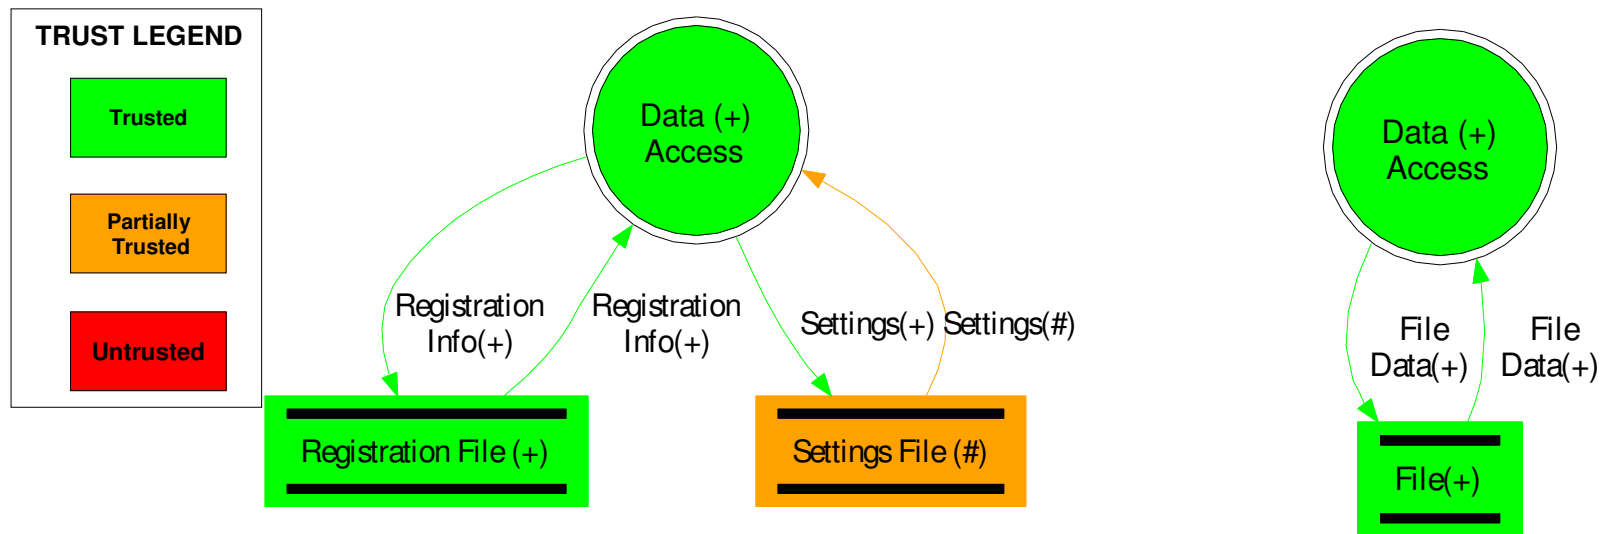 TRUST LEGEND
Trusted
Partially
Trusted
Untrusted
Data (+)
Access
Registration
Info(+)
Registration
Info(+)
Settings(+)
Settings(#)
Registration File (+)
Settings File (#)
Data (+)
Access
File
Data(+)
File
Data(+)
File(+)